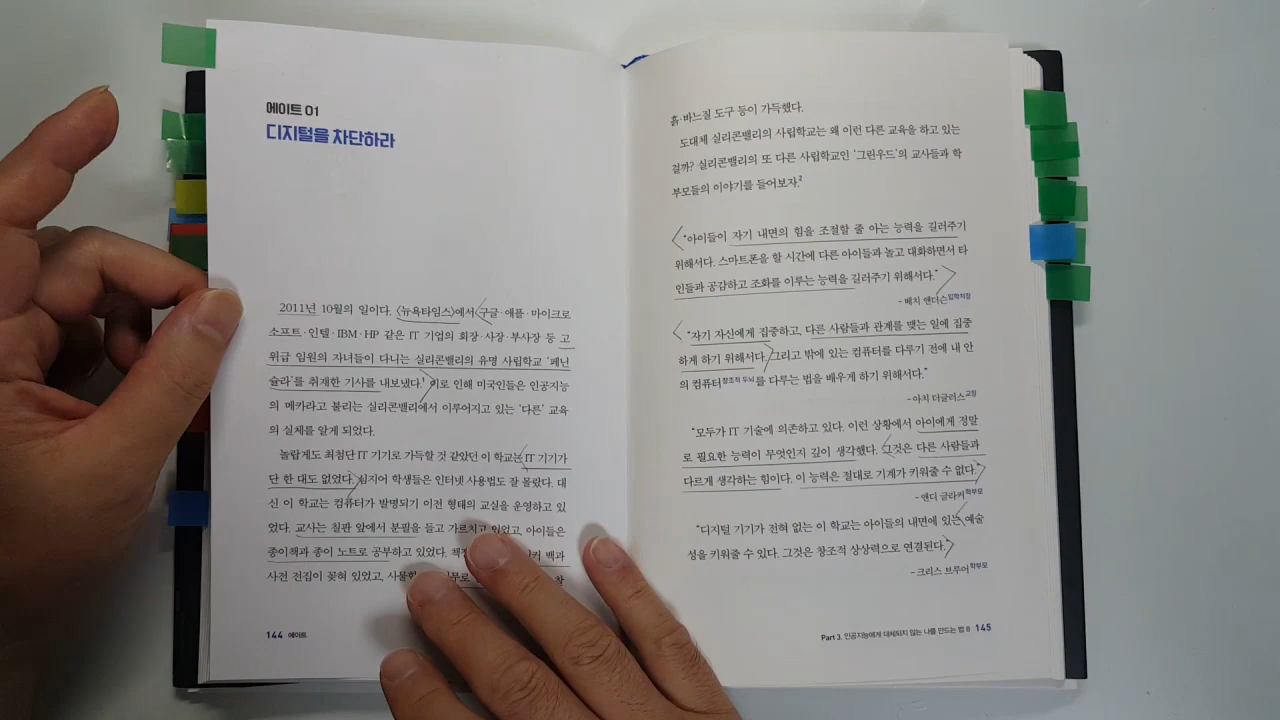 에이트 01
디지털을 차단하라
2011년 10월의 일이다. 〈뉴욕타임스〉에서 구글·애플·마이크로
소프트·인텔·IBM·HP 같은 IT 기업의 회장·사장·부사장 등 고
위급 임원의 자녀들이 다니는 실리콘밸리의 유명 사립학교 '페닌
슐라'를 취재한 기사를 내보냈다.1 이로 인해 미국인들은 인공지능
의 메카라고 불리는 실리콘밸리에서 이루어지고 있는 '다른' 교육
의 실체를 알게 되었다.
놀랍게도 최첨단 IT 기기로 가득할 것 같았던 이 학교는 IT 기기가
단 한 대도 없었다. 심지어 학생들은 인터넷 사용법도 잘 몰랐다. 대
신 이 학교는 컴퓨터가 발명되기 이전 형태의 교실을 운영하고 있
었다. 교사는 칠판 앞에서 분필을 들고 가르치고 있었고, 아이들은
종이책과 종이 노트로 공부하고 있었다. 백과
사전 전집이 꽂혀 있었고,
144 에이트
흙·바느질 도구 등이 가득했다.
도대체 실리콘밸리의 사립학교는 왜 이런 다른 교육을 하고 있는
걸까? 실리콘밸리의 또 다른 사립학교인 '그린우드'의 교사들과 학
부모들의 이야기를 들어보자.2
"아이들이 자기 내면의 힘을 조절할 줄 아는 능력을 길러주기
위해서다. 스마트폰을 할 시간에 다른 아이들과 놀고 대화하면서 타
인들과 공감하고 조화를 이루는 능력을 길러주기 위해서다."
- 베치 앤더슨입학처장
"자기 자신에게 집중하고, 다른 사람들과 관계를 맺는 일에 집중
하게 하기 위해서다. 그리고 밖에 있는 컴퓨터를 다루기 전에 내 안
의 컴퓨터창조적 두뇌를 다루는 법을 배우게 하기 위해서다."
- 아치 더글러스교장
"모두가 IT 기술에 의존하고 있다. 이런 상황에서 아이에게 정말
로 필요한 능력이 무엇인지 깊이 생각했다. 그것은 다른 사람들과
다르게 생각하는 힘이다. 이 능력은 절대로 기계가 키워줄 수 없다."
- 앤디 글라커학부모
"디지털 기기가 전혀 없는 이 학교는 아이들의 내면에 있는 예술
성을 키워줄 수 있다. 그것은 창조적 상상력으로 연결된다."
- 크리스 브루어학부모
Part 3. 인공지능에게 대체되지 않는 나를 만드는 법 8 145